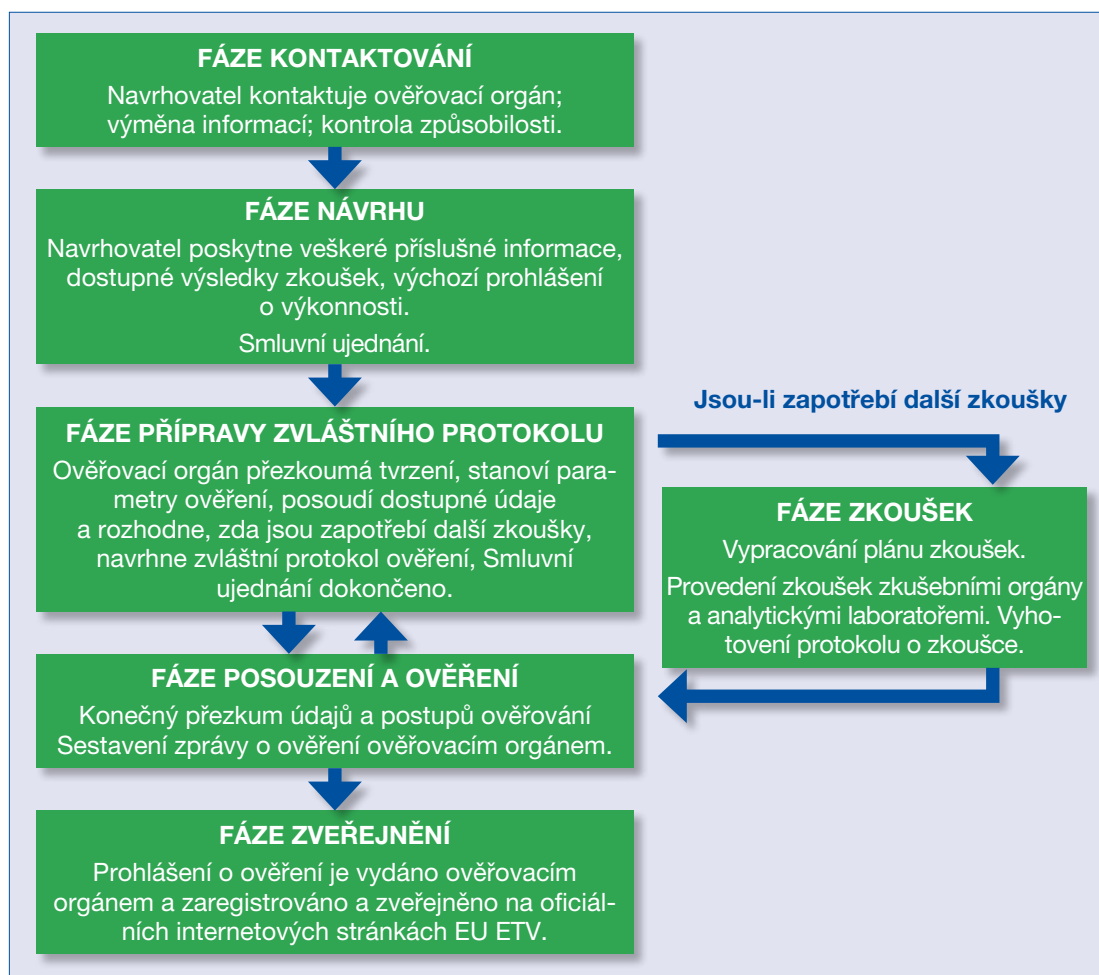 FÁZE KONTAKTOVÁNÍ
Navrhovatel kontaktuje ověřovací orgán;
výměna informací; kontrola způsobilosti.
FÁZE NÁVRHU
Navrhovatel poskytne veškeré příslušné informace,
dostupné výsledky zkoušek, výchozí prohlášení
o výkonnosti.
Smluvní ujednání.
FÁZE PŘÍPRAVY ZVLÁŠTNÍHO PROTOKOLU
Ověřovací orgán přezkoumá tvrzení, stanoví para-
metry ověření, posoudí dostupné údaje
a rozhodne, zda jsou zapotřebí další zkoušky,
navrhne zvláštní protokol ověření, Smluvní
ujednání dokončeno.
Jsou-li zapotřebí další zkoušky
FÁZE ZKOUŠEK
Vypracování plánu zkoušek.
Provedení zkoušek zkušebními orgány
a analytickými laboratořemi. Vyho-
tovení protokolu o zkoušce.
FÁZE POSOUZENÍ A OVĚŘENÍ
Konečný přezkum údajů a postupů ověřování
Sestavení zprávy o ověření ověřovacím orgánem.
FÁZE ZVEŘEJNĚNÍ
Prohlášení o ověření je vydáno ověřovacím
orgánem a zaregistrováno a zveřejněno na oficiál-
ních internetových stránkách EU ETV.